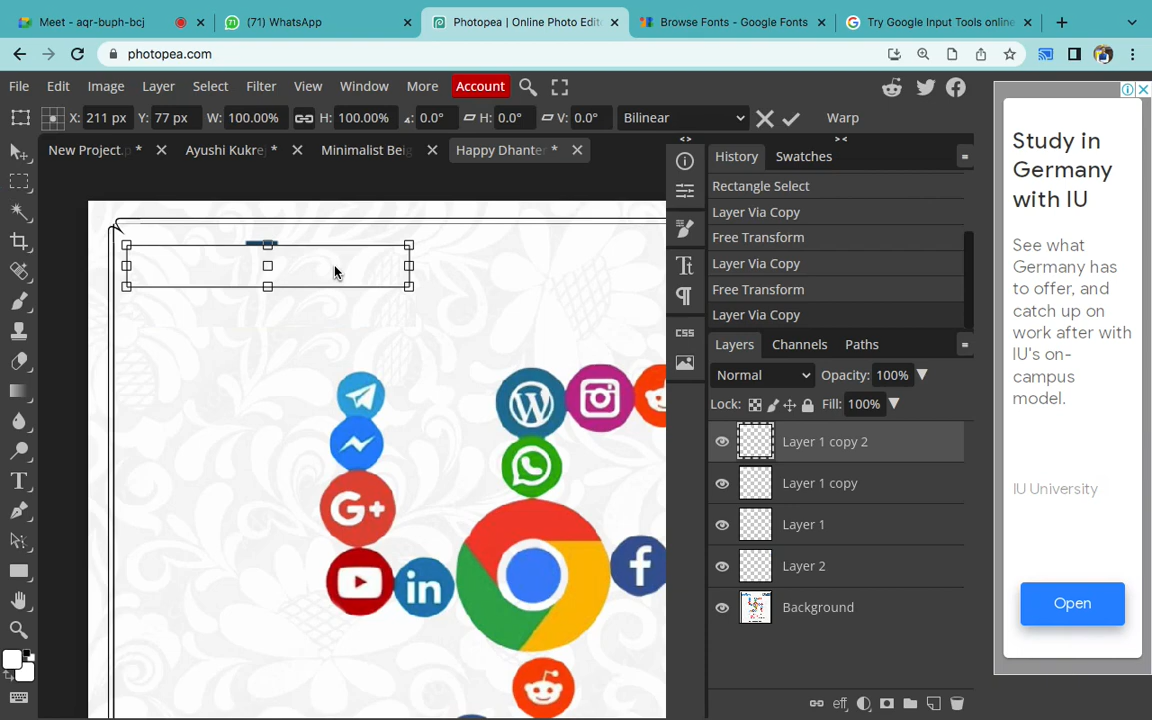 Meet - aqr-buph-bcj
(71) WhatsApp
Photopea | Online Photo Edit
Browse Fonts - Google Fonts
Try Google Input Tools online
photopea.com
File Edit Image Layer Select Filter View Window More Account
X: 211 px Y: 77 px W: 100.00% H: 100.00% 0.0° H: 0.0° V: 0.0° Bilinear Warp
New Project.p *
Ayushi Kukre *
Minimalist Beig
Happy Dhanter *
History Swatches
Rectangle Select
Layer Via Copy
Free Transform
Layer Via Copy
Free Transform
Layer Via Copy
Layers Channels Paths
Normal Opacity: 100%
Lock: Fill: 100%
Layer 1 copy 2
Layer 1 copy
Layer 1
Layer 2
Background
eff
CSS
G+
in
f
Study in
Germany
with IU
See what
Germany has
to offer, and
catch up on
work after with
IU's on-
campus
model.
IU University
Open